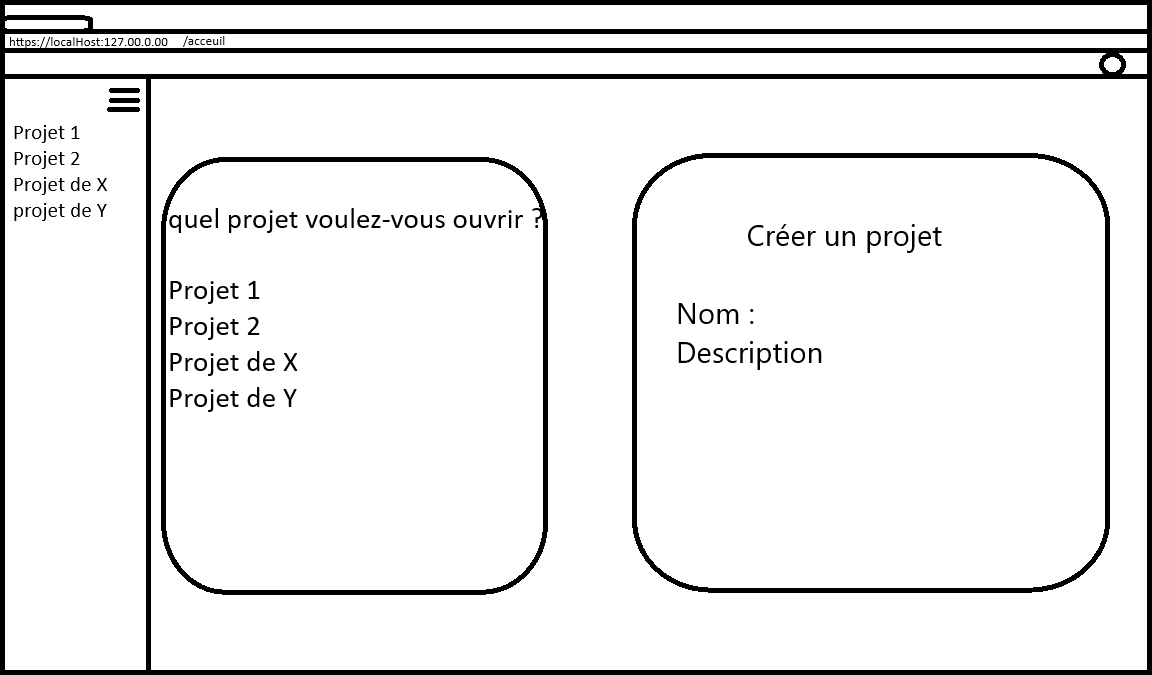 https://localHost:127.00.0.00 /acceuil
Projet 1
Projet 2
Projet de X
projet de Y
quel projet voulez-vous ouvrir ?
Projet 1
Projet 2
Projet de X
Projet de Y
Créer un projet
Nom :
Description